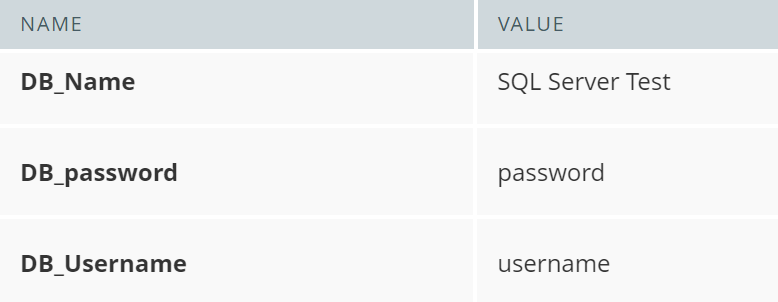 NAME VALUE
DB_Name SQL Server Test
DB_password password
DB_Username username